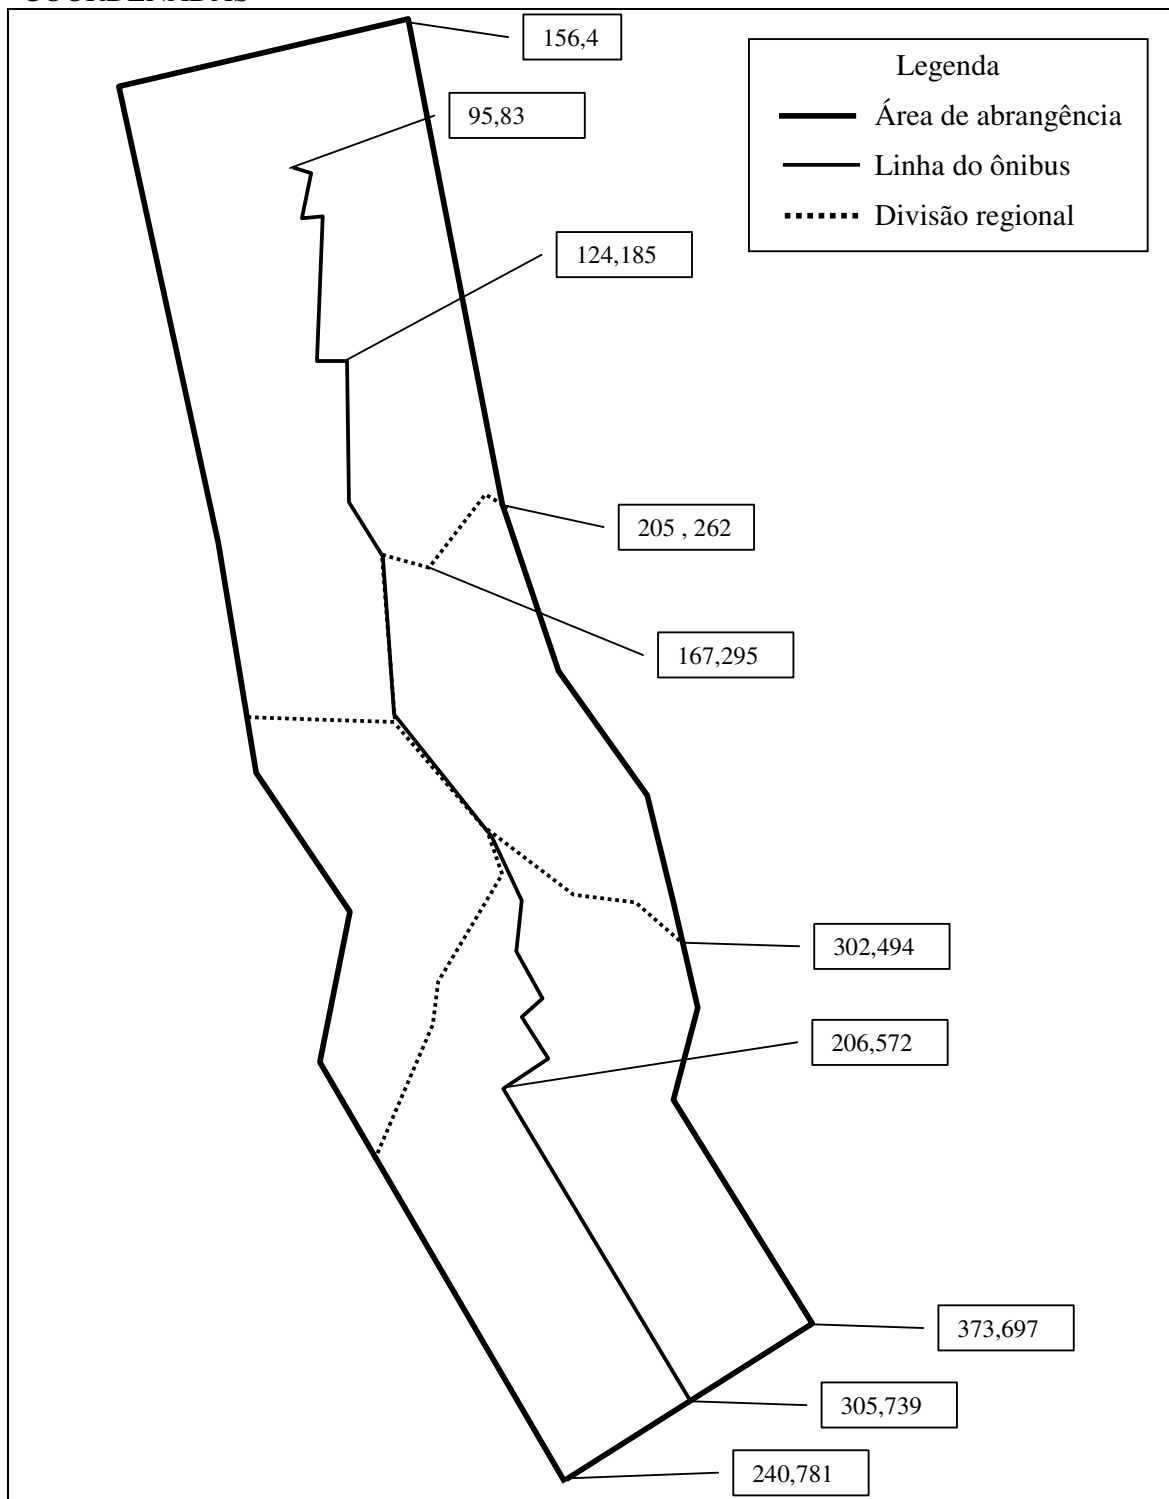 COORDENADAS
156,4
Legenda
Área de abrangência
Linha do ônibus
Divisão regional
95,83
124,185
205 , 262
167,295
302,494
206,572
373,697
305,739
240,781